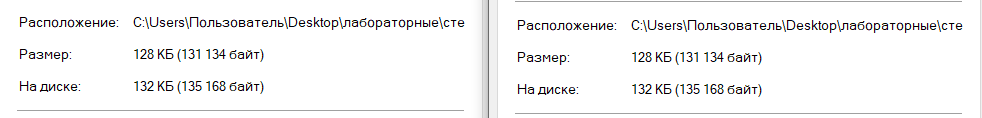 Расположение: C:\Users\Пользователь\Desktop\лабораторные\сте
Размер: 128 КБ (131 134 байт)
На диске: 132 КБ (135 168 байт)
Расположение: C:\Users\Пользователь\Desktop\лабораторные\сте
Размер: 128 КБ (131 134 байт)
На диске: 132 КБ (135 168 байт)